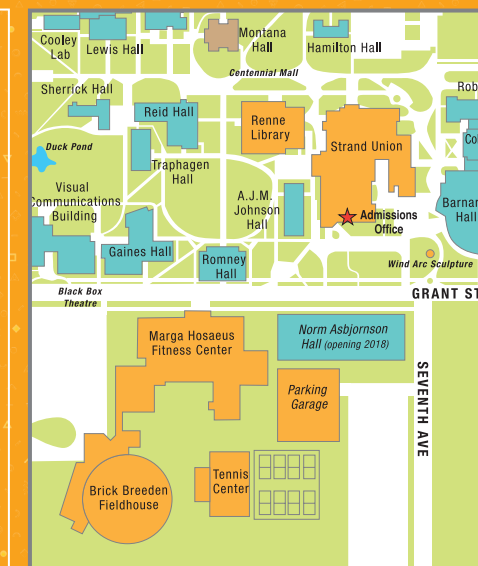 Cooley
Lab
Lewis Hall
Montana
Hall
Hamilton Hall
Centennial Mall
Sherrick Hall
Reid Hall
Renne
Library
Strand Union
Rob
Col
Duck Pond
Traphagen
Hall
Visual
Communications
Building
A.J.M.
Johnson
Hall
Admissions
Office
Barnar
Hall
Gaines Hall
Romney
Hall
Wind Arc Sculpture
Black Box
Theatre
GRANT ST
Marga Hosaeus
Fitness Center
Norm Asbjornson
Hall (opening 2018)
SEVENTH AVE
Parking
Garage
Tennis
Center
Brick Breeden
Fieldhouse